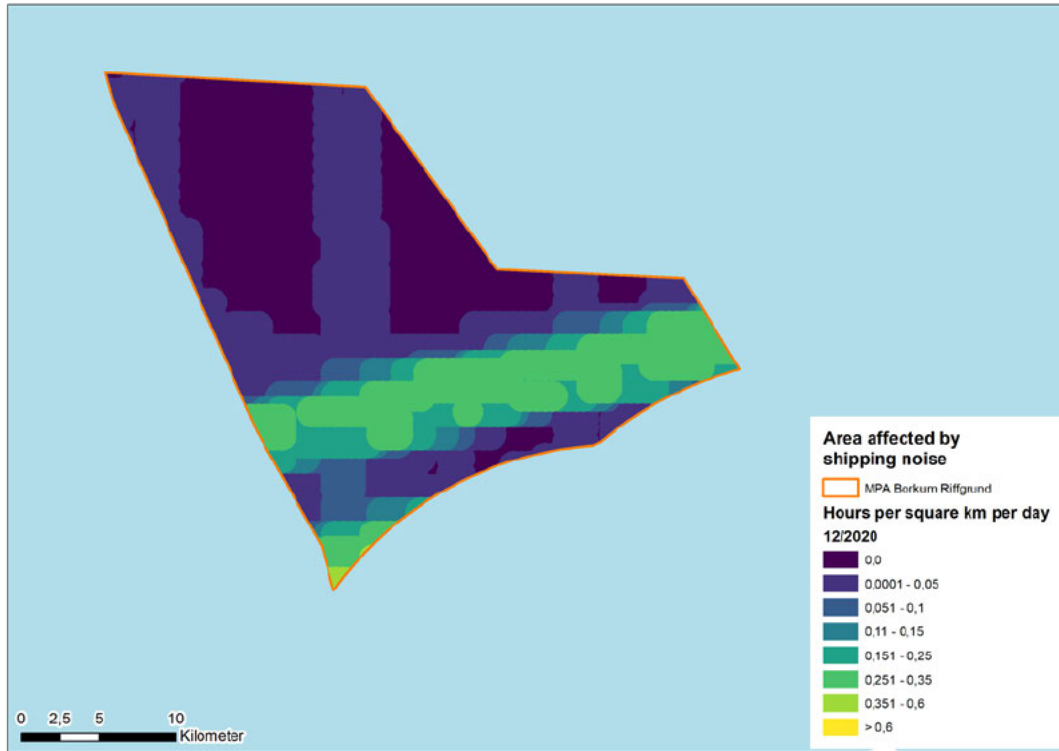 Area affected by
shipping noise
MPA Borkum Riffgrund
Hours per square km per day
12/2020
0,0
0,0001 - 0,05
0,051 - 0,1
0,11 - 0,15
0,151 - 0,25
0,251 - 0,35
0,351 - 0,6
> 0,6
0 2,5 5 10
Kilometer